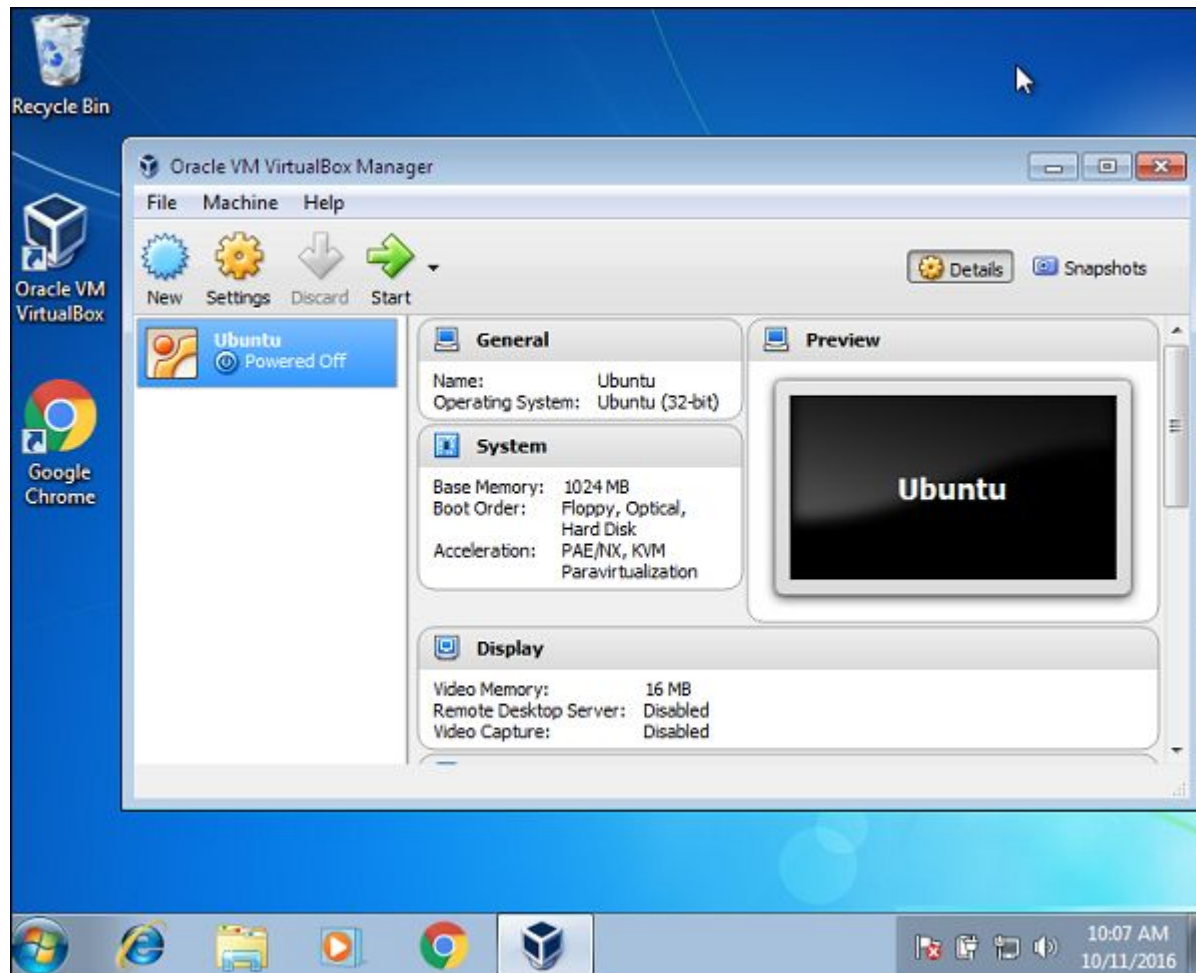 Recycle Bin
Oracle VM VirtualBox Manager
File Machine Help
New Settings Discard Start
Details Snapshots
Oracle VM
VirtualBox
Google
Chrome
Ubuntu
Powered Off
General
Name: Ubuntu
Operating System: Ubuntu (32-bit)
System
Base Memory: 1024 MB
Boot Order: Floppy, Optical,
Hard Disk
Acceleration: PAE/NX, KVM
Paravirtualization
Preview
Ubuntu
Display
Video Memory: 16 MB
Remote Desktop Server: Disabled
Video Capture: Disabled
10:07 AM
10/11/2016